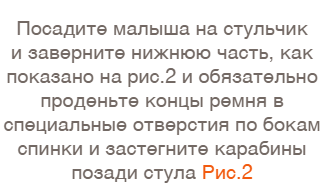 Посадите малыша на стульчик
и заверните нижнюю часть, как
показано на рис.2 и обязательно
проденьте концы ремня в
специальные отверстия по бокам
спинки и застегните карабины
позади стула Рис.2